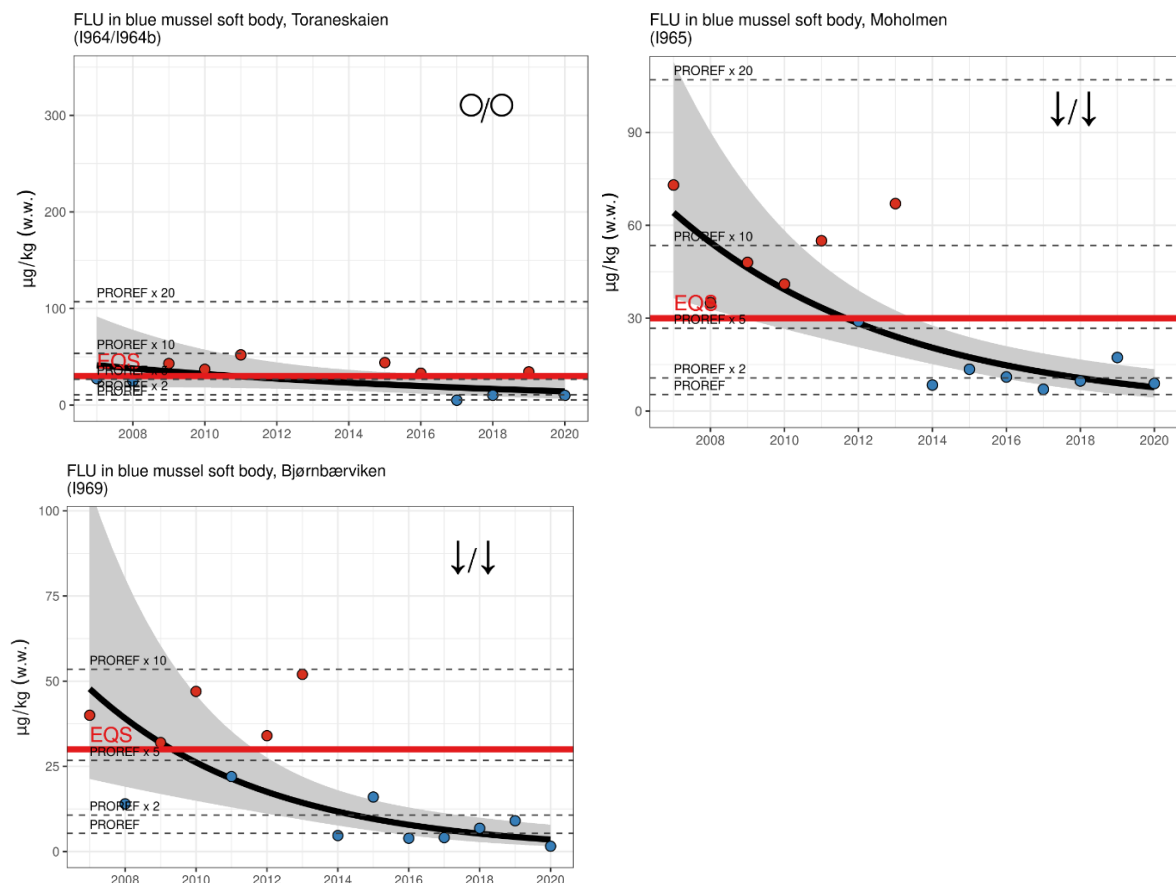 FLU in blue mussel soft body, Toraneskaien
(I964/I964b)
µg/kg (w.w.)
300
200
100
0
PROREF x 20
PROREF x 10
EQS
PROREF x 2
PROREF
○/○
2008 2010 2012 2014 2016 2018 2020
FLU in blue mussel soft body, Moholmen
(I965)
µg/kg (w.w.)
90
60
30
0
PROREF x 20
PROREF x 10
EQS
PROREF x 5
PROREF x 2
PROREF
↓/↓
2008 2010 2012 2014 2016 2018 2020
FLU in blue mussel soft body, Bjørnbærviken
(I969)
µg/kg (w.w.)
100
75
50
25
0
PROREF x 10
EQS
PROREF x 5
PROREF x 2
PROREF
↓/↓
2008 2010 2012 2014 2016 2018 2020